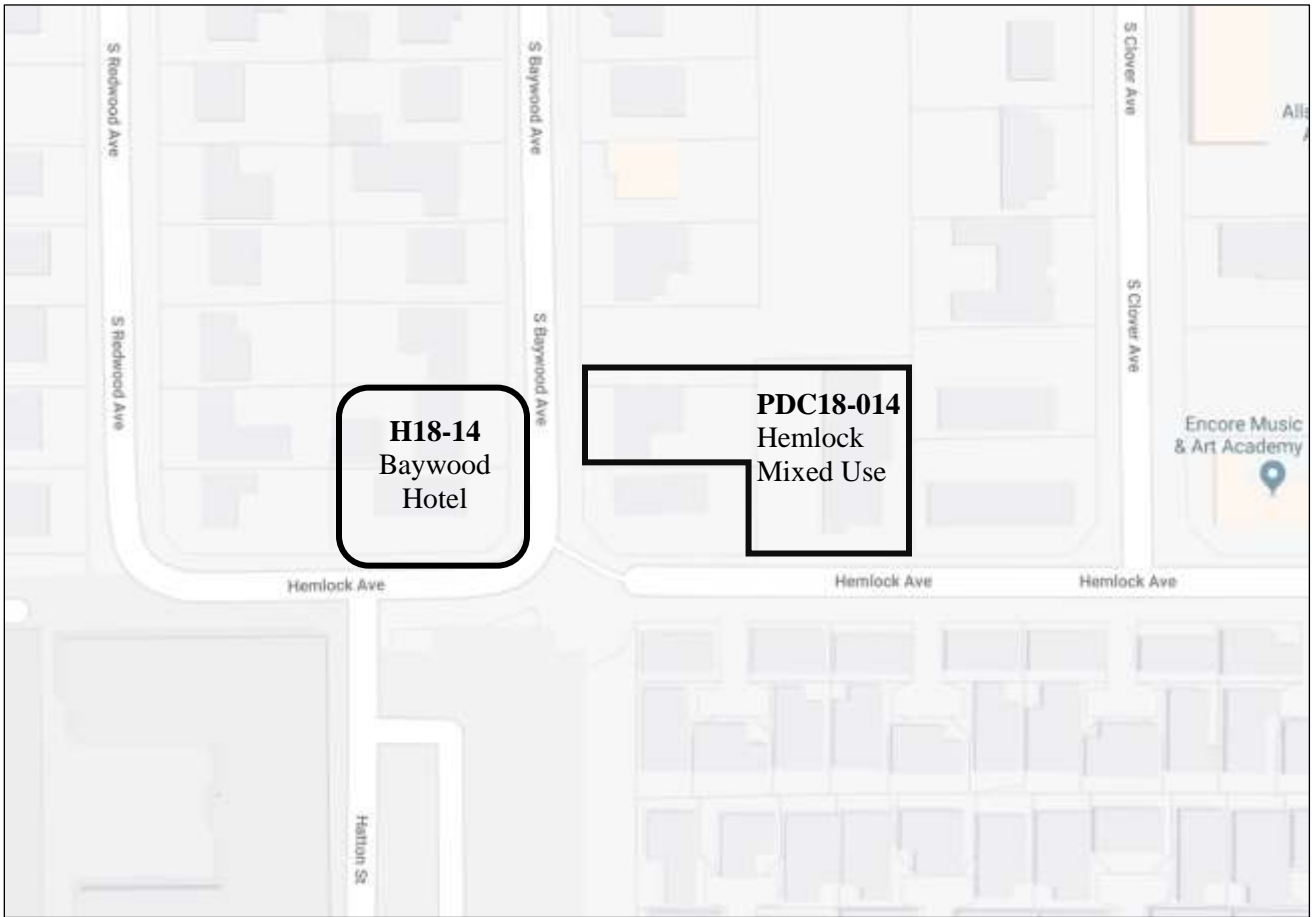 S Redwood Ave
S Baywood Ave
S Clover Ave
S Redwood Ave
S Baywood Ave
S Clover Ave
H18-14
Baywood
Hotel
PDC18-014
Hemlock
Mixed Use
Encore Music
& Art Academy
Hemlock Ave
Hemlock Ave
Hemlock Ave
Hatton St